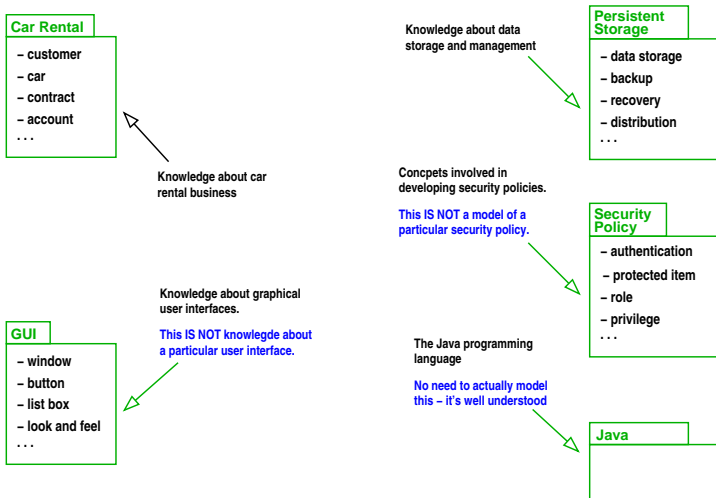 Car Rental
– customer
– car
– contract
– account
. . .
Knowledge about car
rental business
Knowledge about data
storage and management
Persistent
Storage
– data storage
– backup
– recovery
– distribution
. . .
Concpets involved in
developing security policies.
This IS NOT a model of a
particular security policy.
Security
Policy
– authentication
– protected item
– role
– privilege
. . .
Knowledge about graphical
user interfaces.
This IS NOT knowlegde about
a particular user interface.
GUI
– window
– button
– list box
– look and feel
. . .
The Java programming
language
No need to actually model
this – it's well understood
Java